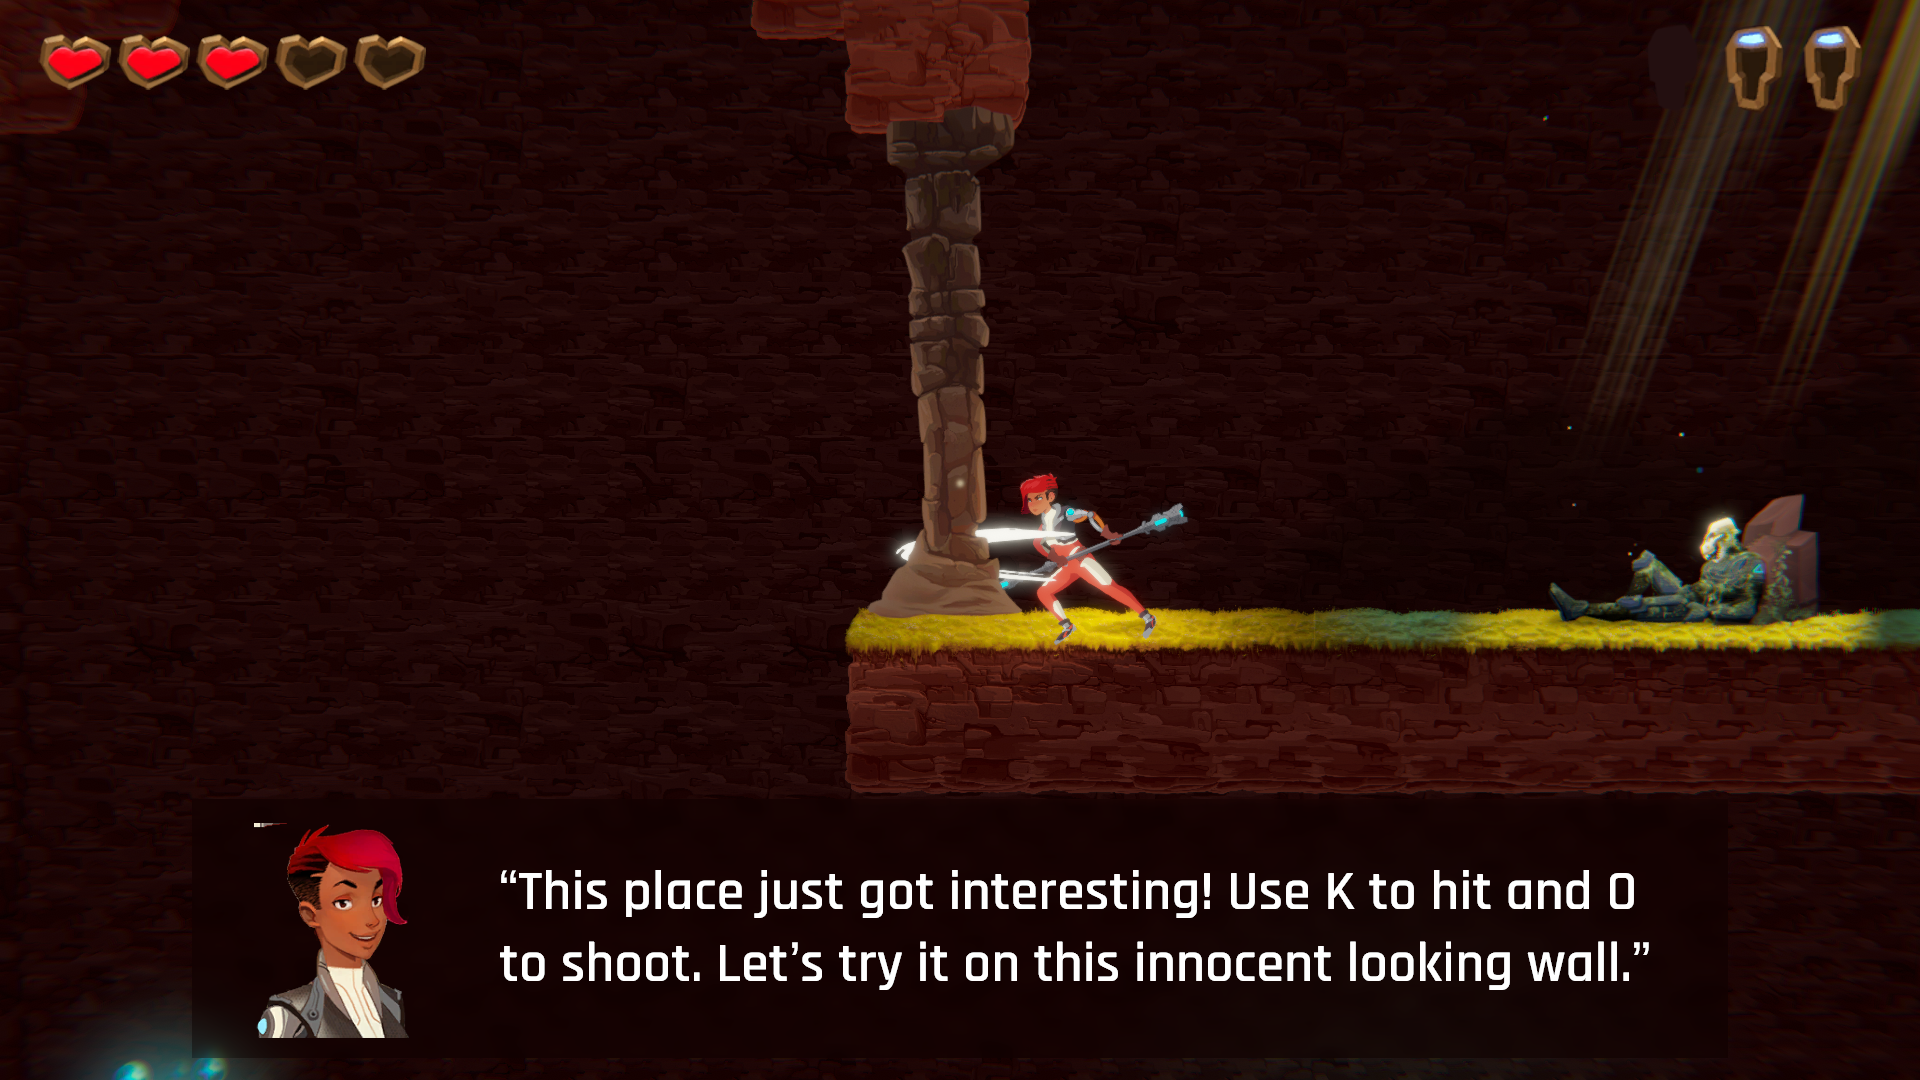 “This place just got interesting! Use K to hit and O
to shoot. Let’s try it on this innocent looking wall.”